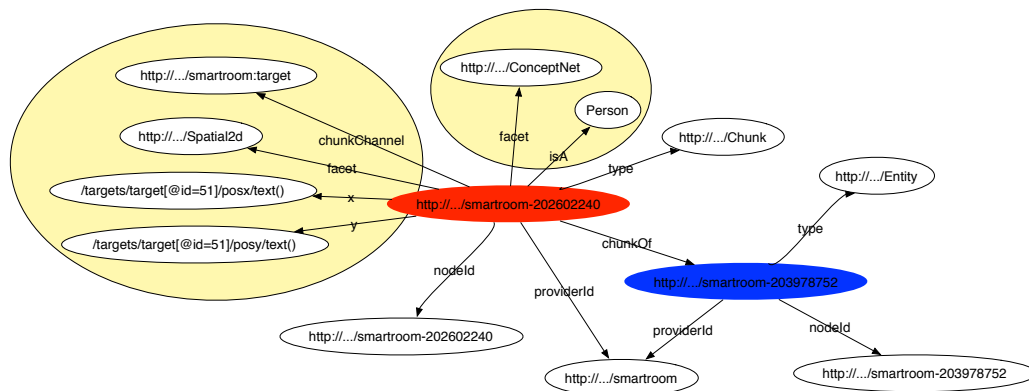 http://.../ConceptNet
http://.../smartroom:target
Person
http://.../Spatial2d
chunkChannel
facet
http://.../Chunk
isA
facet
type
http://.../Entity
/targets/target[@id=51]/posx/text()
x
http://.../smartroom-202602240
y
/targets/target[@id=51]/posy/text()
type
chunkOf
nodeId
http://.../smartroom-203978752
providerId
providerId
nodeId
http://.../smartroom-202602240
http://.../smartroom
http://.../smartroom-203978752